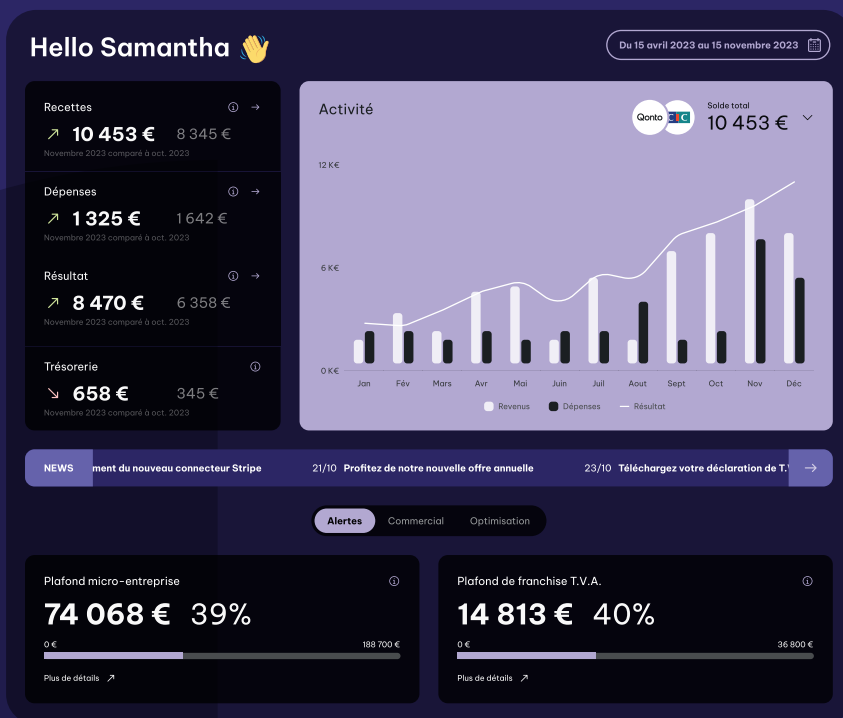 Hello Samantha 👋
Du 15 avril 2023 au 15 novembre 2023
Recettes
10 453 € 8 345 €
Novembre 2023 comparé à oct. 2023
Dépenses
1 325 € 1 642 €
Novembre 2023 comparé à oct. 2023
Résultat
8 470 € 6 358 €
Novembre 2023 comparé à oct. 2023
Trésorerie
658 € 345 €
Novembre 2023 comparé à oct. 2023
Activité
Qonto CIC
Solde total
10 453 €
12 K€
6 K€
0 K€
Jan Fév Mars Avr Mai Juin Juil Aout Sept Oct Nov Déc
Revenus Dépenses Résultat
NEWS ment du nouveau connecteur Stripe 21/10 Profitez de notre nouvelle offre annuelle 23/10 Téléchargez votre déclaration de T.
Alertes Commercial Optimisation
Plafond micro-entreprise
74 068 € 39%
0 € 188 700 €
Plus de détails
Plafond de franchise T.V.A.
14 813 € 40%
0 € 36 800 €
Plus de détails